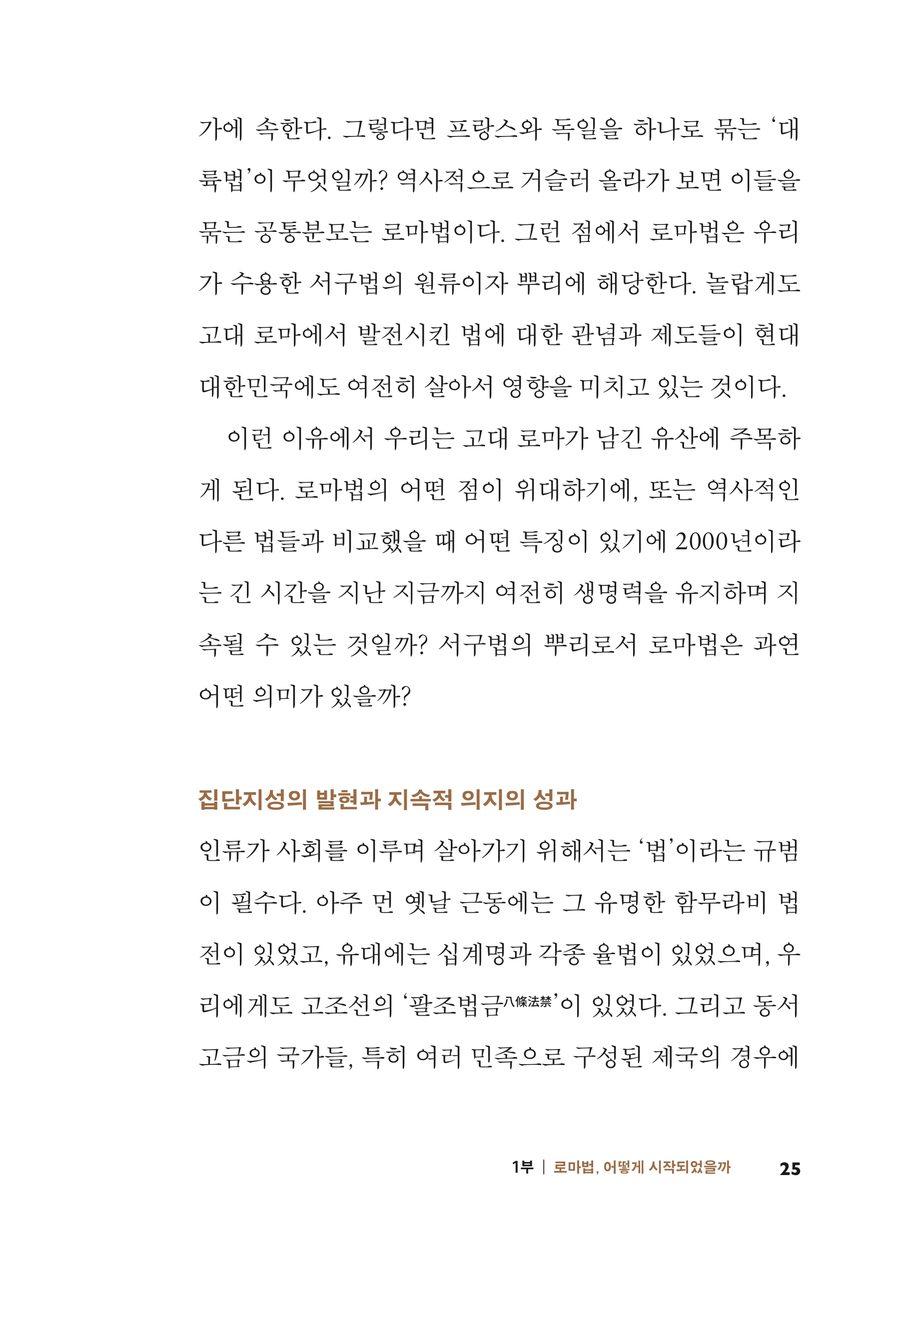 가에 속한다. 그렇다면 프랑스와 독일을 하나로 묶는 ‘대
륙법’이 무엇일까? 역사적으로 거슬러 올라가 보면 이들을
묶는 공통분모는 로마법이다. 그런 점에서 로마법은 우리
가 수용한 서구법의 원류이자 뿌리에 해당한다. 놀랍게도
고대 로마에서 발전시킨 법에 대한 관념과 제도들이 현대
대한민국에도 여전히 살아서 영향을 미치고 있는 것이다.
이런 이유에서 우리는 고대 로마가 남긴 유산에 주목하
게 된다. 로마법의 어떤 점이 위대하기에, 또는 역사적인
다른 법들과 비교했을 때 어떤 특징이 있기에 2000년이라
는 긴 시간을 지난 지금까지 여전히 생명력을 유지하며 지
속될 수 있는 것일까? 서구법의 뿌리로서 로마법은 과연
어떤 의미가 있을까?
집단지성의 발현과 지속적 의지의 성과
인류가 사회를 이루며 살아가기 위해서는 ‘법’이라는 규범
이 필수다. 아주 먼 옛날 근동에는 그 유명한 함무라비 법
전이 있었고, 유대에는 십계명과 각종 율법이 있었으며, 우
리에게도 고조선의 ‘팔조법금八條法禁’이 있었다. 그리고 동서
고금의 국가들, 특히 여러 민족으로 구성된 제국의 경우에
1부 | 로마법, 어떻게 시작되었을까 25